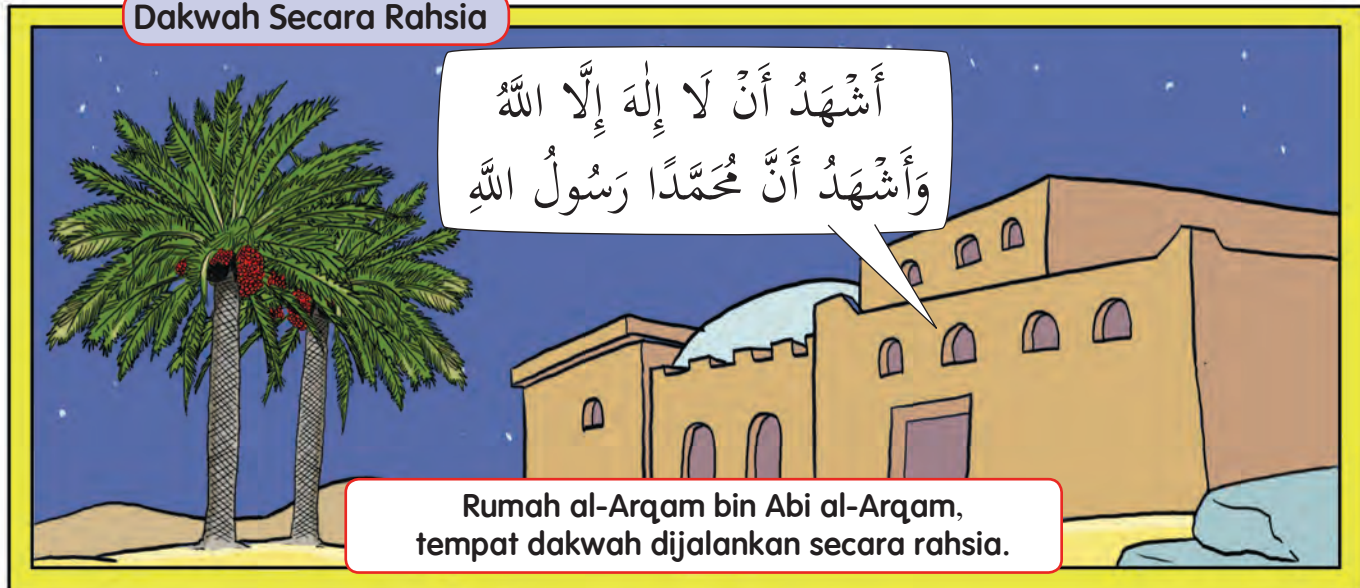 Dakwah Secara Rahsia
أَشْهَدُ أَنْ لَا إِلٰهَ إِلَّا اللَّهُ
وَأَشْهَدُ أَنَّ مُحَمَّدًا رَسُولُ اللَّهِ
Rumah al-Arqam bin Abi al-Arqam,
tempat dakwah dijalankan secara rahsia.